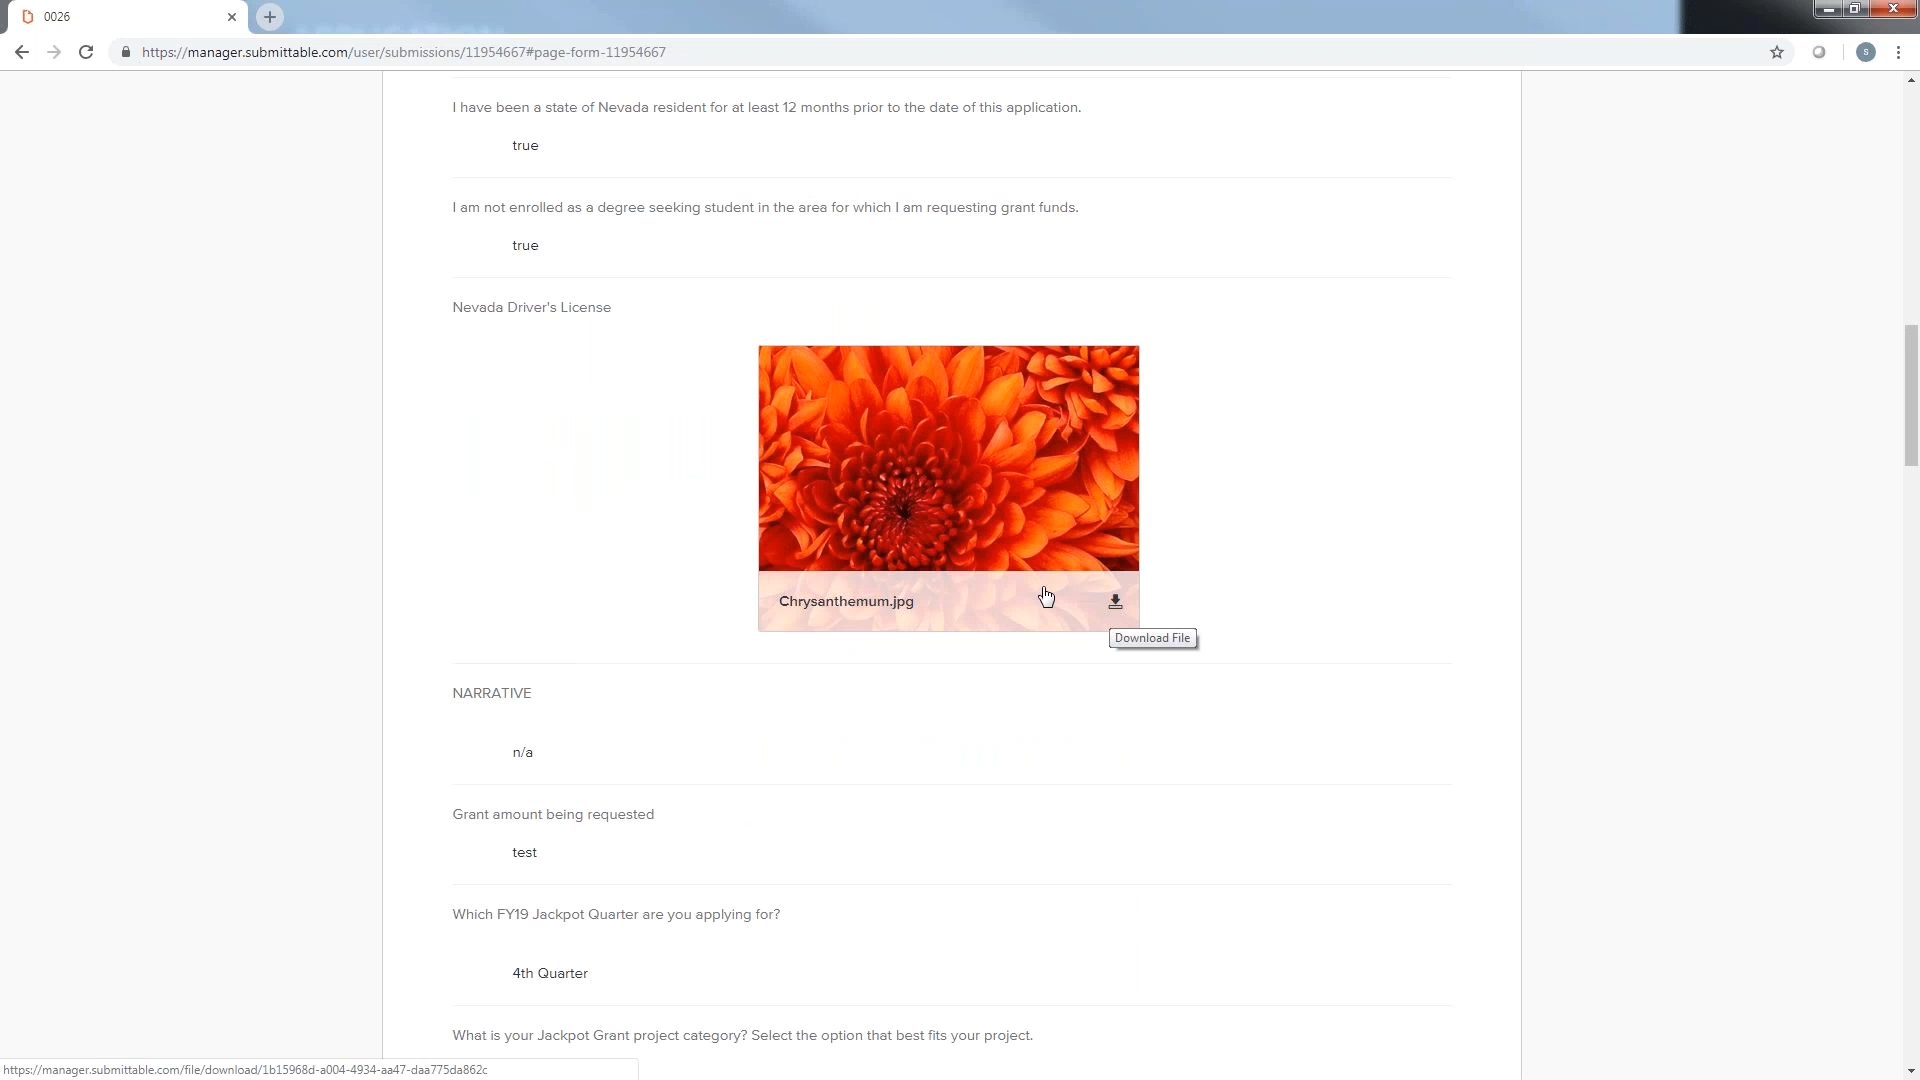 0026
https://manager.submittable.com/user/submissions/11954667#page-form-11954667
S
I have been a state of Nevada resident for at least 12 months prior to the date of this application.
true
I am not enrolled as a degree seeking student in the area for which I am requesting grant funds.
true
Nevada Driver's License
Chrysanthemum.jpg
Download File
NARRATIVE
n/a
Grant amount being requested
test
Which FY19 Jackpot Quarter are you applying for?
4th Quarter
What is your Jackpot Grant project category? Select the option that best fits your project.
https://manager.submittable.com/file/download/1b15968d-a004-4934-aa47-daa775da862c